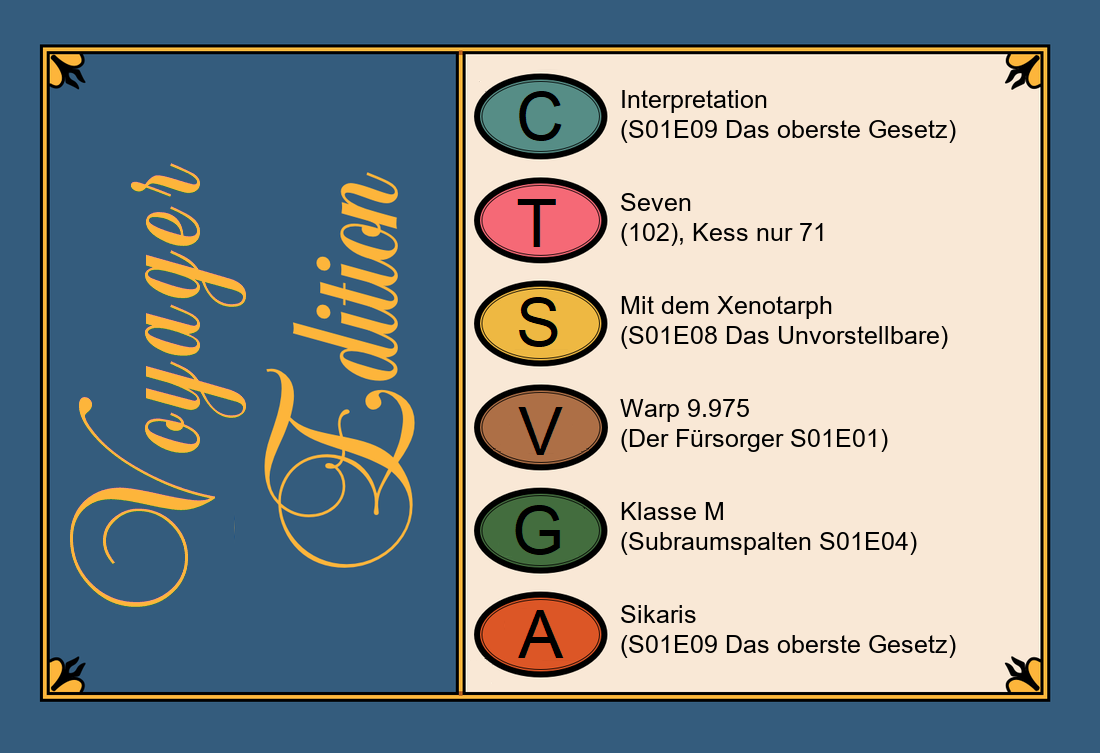 Voyager
Edition
C
Interpretation
(S01E09 Das oberste Gesetz)
T
Seven
(102), Kess nur 71
S
Mit dem Xenotarph
(S01E08 Das Unvorstellbare)
V
Warp 9.975
(Der Fürsorger S01E01)
G
Klasse M
(Subraumspalten S01E04)
A
Sikaris
(S01E09 Das oberste Gesetz)